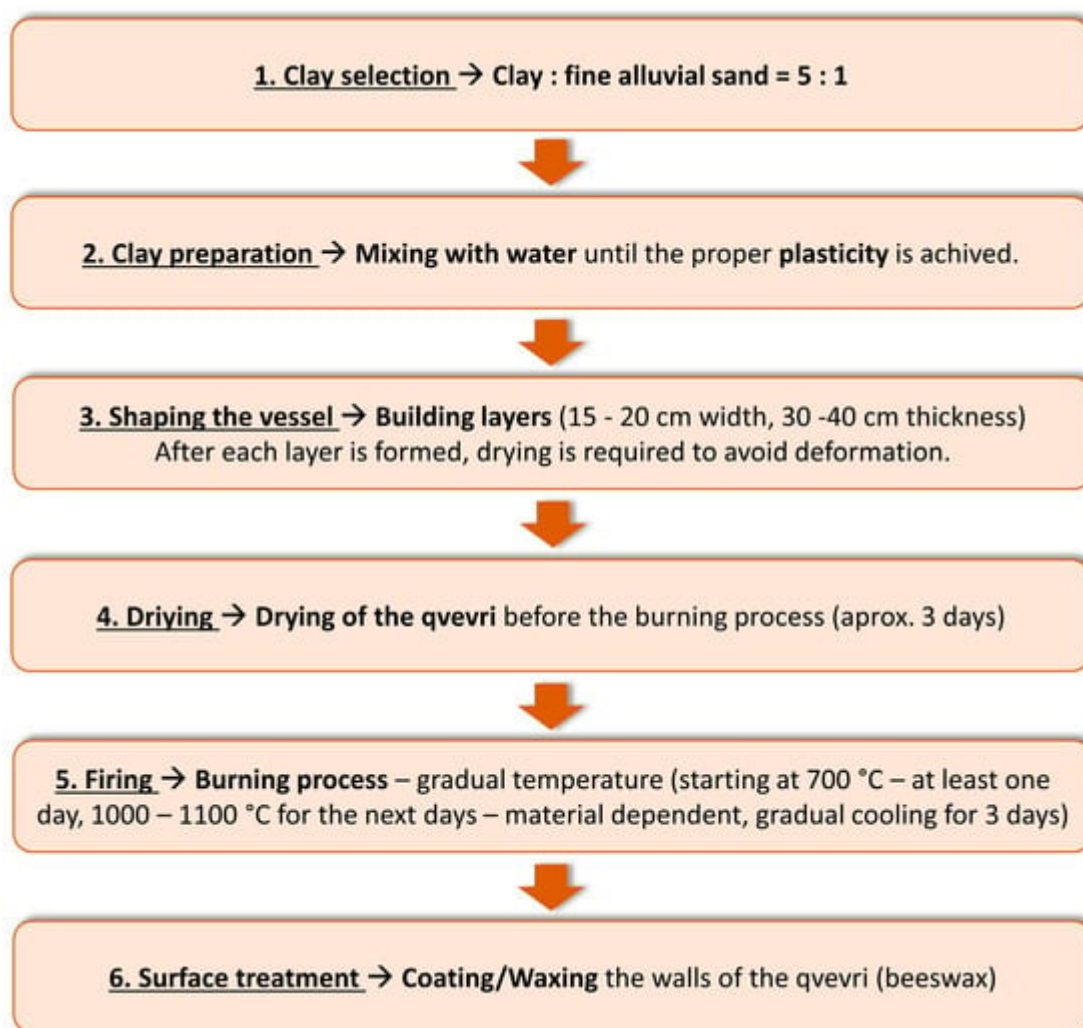 1. Clay selection → Clay : fine alluvial sand = 5 : 1
2. Clay preparation → Mixing with water until the proper plasticity is achived.
3. Shaping the vessel → Building layers (15 - 20 cm width, 30 -40 cm thickness)
After each layer is formed, drying is required to avoid deformation.
4. Driying → Drying of the qvevri before the burning process (aprox. 3 days)
5. Firing → Burning process – gradual temperature (starting at 700 °C – at least one
day, 1000 – 1100 °C for the next days – material dependent, gradual cooling for 3 days)
6. Surface treatment → Coating/Waxing the walls of the qvevri (beeswax)